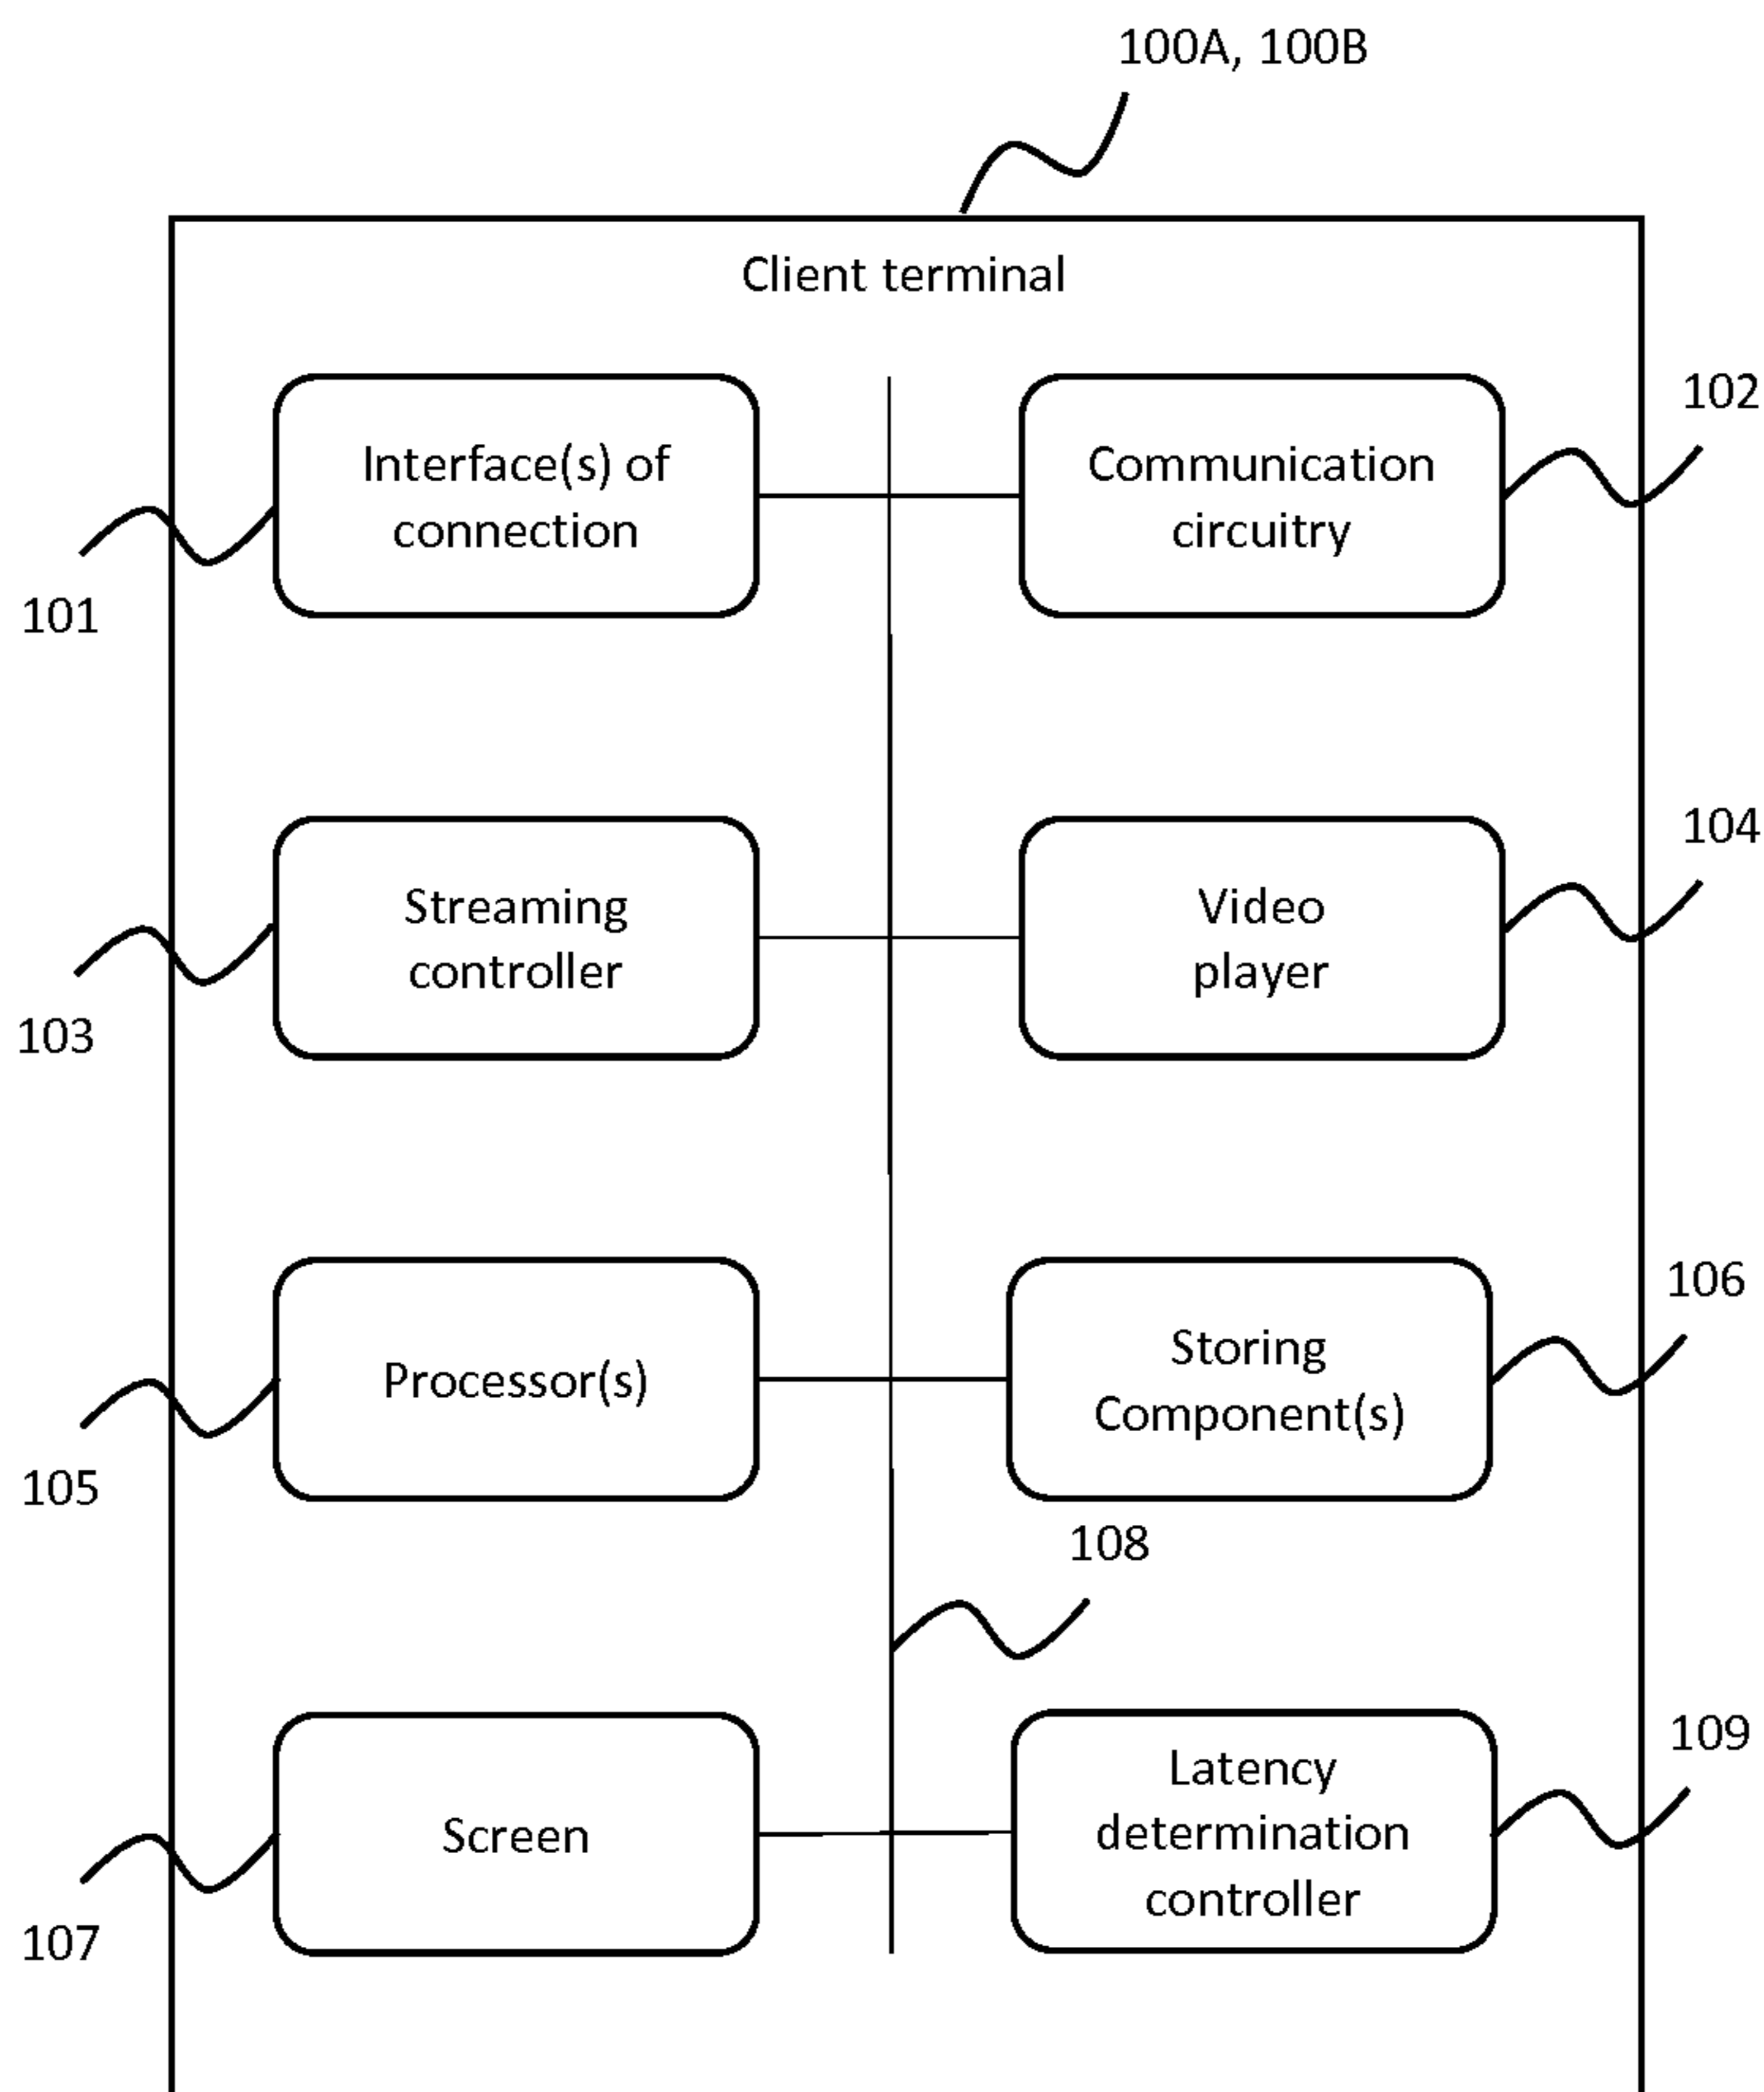 100A, 100B
Client terminal
Interface(s) of
connection
101
Communication
circuitry
102
Streaming
controller
103
Video
player
104
Processor(s)
105
Storing
Component(s)
106
108
Screen
107
Latency
determination
controller
109